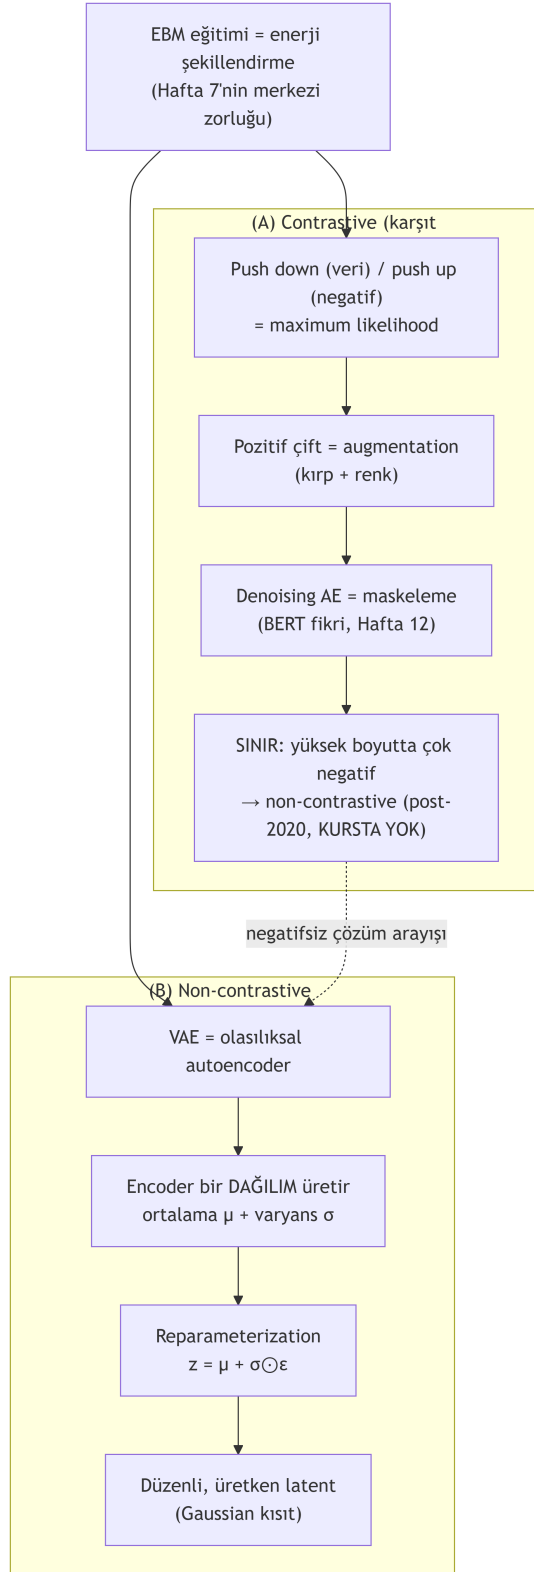 EBM eğitimi = enerji
şekillendirme
(Hafta 7'nin merkezi
zorluğu)
(A) Contrastive (karşıt
Push down (veri) / push up
(negatif)
= maximum likelihood
Pozitif çift = augmentation
(kırp + renk)
Denoising AE = maskeleme
(BERT fikri, Hafta 12)
SINIR: yüksek boyutta çok
negatif
→ non-contrastive (post-
2020, KURSTA YOK)
negatifsiz çözüm arayışı
(B) Non-contrastive
VAE = olasılıksal
autoencoder
Encoder bir DAĞILIM üretir
ortalama μ + varyans σ
Reparameterization
z = μ + σ⊙ε
Düzenli, üretken latent
(Gaussian kısıt)